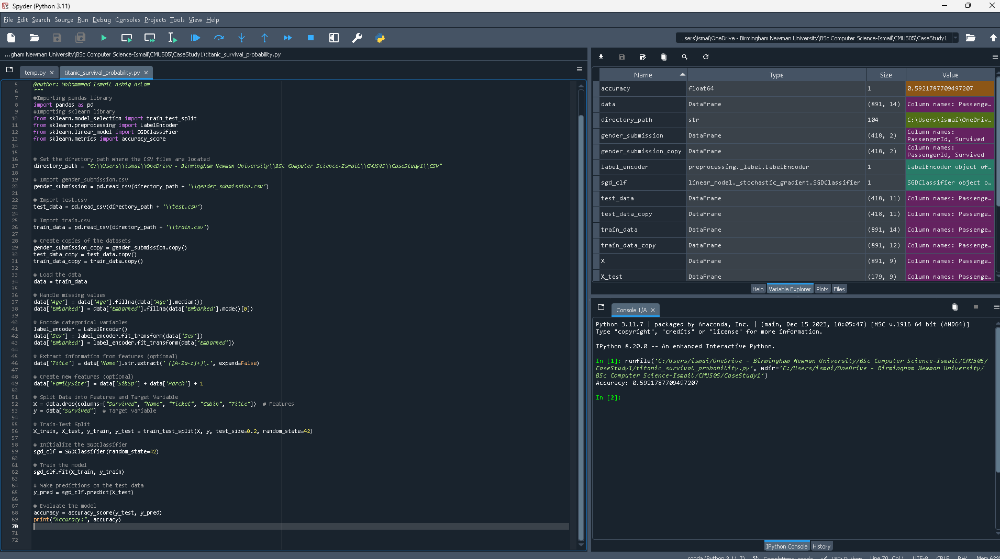 Spyder (Python 3.11)
File Edit Search Source Run Debug Consoles Projects Tools View Help
...sers\ismai\OneDrive - Birmingham Newman University\BSc Computer Science-Ismail\CMU505\CaseStudy1
...gham Newman University\BSc Computer Science-Ismail\CMU505\CaseStudy1\titanic_survival_probability.py
temp.py
titanic_survival_probability.py
5 @author: Mohammmad Ismail Ashiq Aslam
6 """
7 #Importing pandas library
8 import pandas as pd
9 #Importing sklearn library
10 from sklearn.model_selection import train_test_split
11 from sklearn.preprocessing import LabelEncoder
12 from sklearn.linear_model import SGDClassifier
13 from sklearn.metrics import accuracy_score
14
15
16 # Set the directory path where the CSV files are located
17 directory_path = "C:\\Users\\ismai\\OneDrive - Birmingham Newman University\\BSc Computer Science-Ismail\\CMU505\\CaseStudy1\\CSV"
18
19 # Import gender_submission.csv
20 gender_submission = pd.read_csv(directory_path + '\\gender_submission.csv')
21
22 # Import test.csv
23 test_data = pd.read_csv(directory_path + '\\test.csv')
24
25 # Import train.csv
26 train_data = pd.read_csv(directory_path + '\\train.csv')
27
28 # Create copies of the datasets
29 gender_submission_copy = gender_submission.copy()
30 test_data_copy = test_data.copy()
31 train_data_copy = train_data.copy()
32
33 # Load the data
34 data = train_data
35
36 # Handle missing values
37 data['Age'] = data['Age'].fillna(data['Age'].median())
38 data['Embarked'] = data['Embarked'].fillna(data['Embarked'].mode()[0])
39
40 # Encode categorical variables
41 label_encoder = LabelEncoder()
42 data['Sex'] = label_encoder.fit_transform(data['Sex'])
43 data['Embarked'] = label_encoder.fit_transform(data['Embarked'])
44
45 # Extract information from features (optional)
46 data['Title'] = data['Name'].str.extract(' ([A-Za-z]+)\.', expand=False)
47
48 # Create new features (optional)
49 data['FamilySize'] = data['SibSp'] + data['Parch'] + 1
50
51 # Split Data into Features and Target Variable
52 X = data.drop(columns=["Survived", "Name", "Ticket", "Cabin", "Title"]) # Features
53 y = data['Survived'] # Target variable
54
55 # Train-Test Split
56 X_train, X_test, y_train, y_test = train_test_split(X, y, test_size=0.2, random_state=42)
57
58 # Initialize the SGDClassifier
59 sgd_clf = SGDClassifier(random_state=42)
60
61 # Train the model
62 sgd_clf.fit(X_train, y_train)
63
64 # Make predictions on the test data
65 y_pred = sgd_clf.predict(X_test)
66
67 # Evaluate the model
68 accuracy = accuracy_score(y_test, y_pred)
69 print("Accuracy:", accuracy)
70
71
72
Name Type Size Value
accuracy float64 1 0.5921787709497207
data DataFrame (891, 14) Column names: Passenge…
directory_path str 104 C:\Users\ismai\OneDriv…
gender_submission DataFrame (418, 2) Column names:
PassengerId, Survived
gender_submission_copy DataFrame (418, 2) Column names:
PassengerId, Survived
label_encoder preprocessing._label.LabelEncoder 1 LabelEncoder object of…
sgd_clf linear_model._stochastic_gradient.SGDClassifier 1 SGDClassifier object o…
test_data DataFrame (418, 11) Column names: Passenge…
test_data_copy DataFrame (418, 11) Column names: Passenge…
train_data DataFrame (891, 14) Column names: Passenge…
train_data_copy DataFrame (891, 12) Column names: Passenge…
X DataFrame (891, 9) Column names: Passenge…
X_test DataFrame (179, 9) Column names: Passenge…
Help Variable Explorer Plots Files
Console 1/A
Python 3.11.7 | packaged by Anaconda, Inc. | (main, Dec 15 2023, 18:05:47) [MSC v.1916 64 bit (AMD64)]
Type "copyright", "credits" or "license" for more information.
IPython 8.20.0 -- An enhanced Interactive Python.
In [1]: runfile('C:/Users/ismai/OneDrive - Birmingham Newman University/BSc Computer Science-Ismail/CMU505/
CaseStudy1/titanic_survival_probability.py', wdir='C:/Users/ismai/OneDrive - Birmingham Newman University/
BSc Computer Science-Ismail/CMU505/CaseStudy1')
Accuracy: 0.5921787709497207
In [2]:
IPython Console History
conda (Python 3.11.7) Completions: conda LSP: Python Line 70, Col 1 UTF-8 CRLF RW Mem 62%